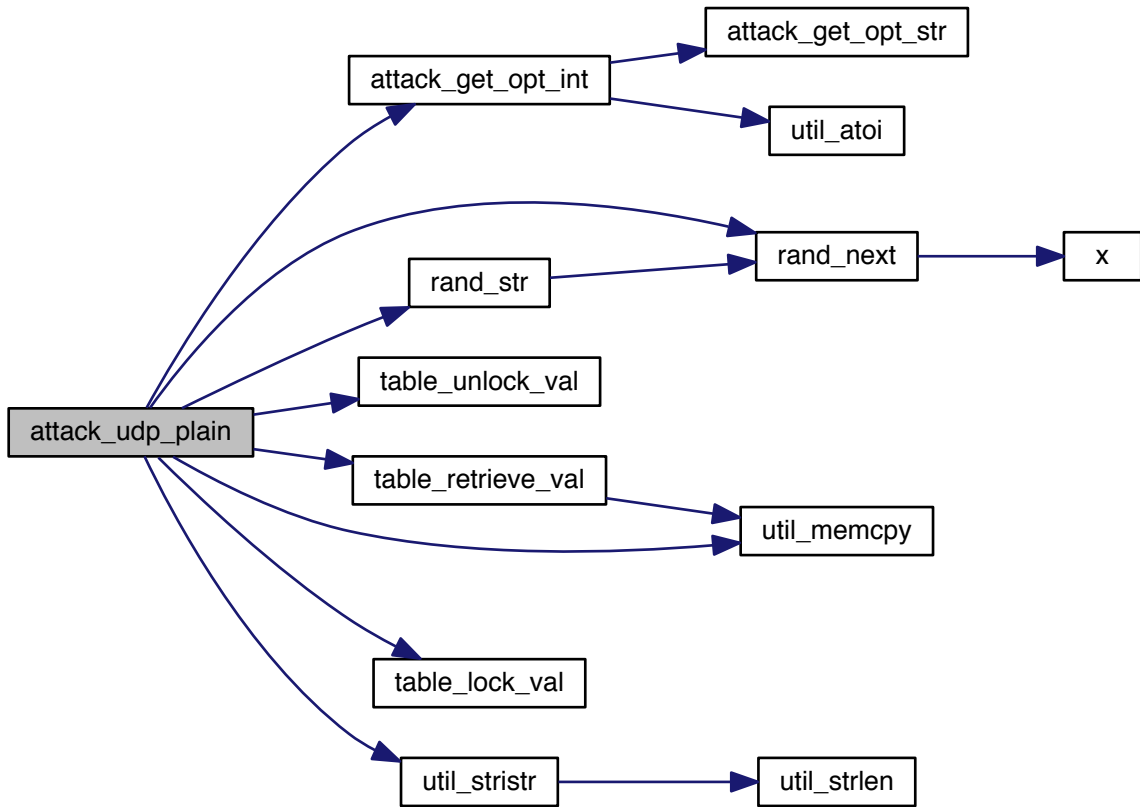 attack_get_opt_str
attack_get_opt_int
util_atoi
rand_next
x
rand_str
table_unlock_val
attack_udp_plain
table_retrieve_val
util_memcpy
table_lock_val
util_stristr
util_strlen